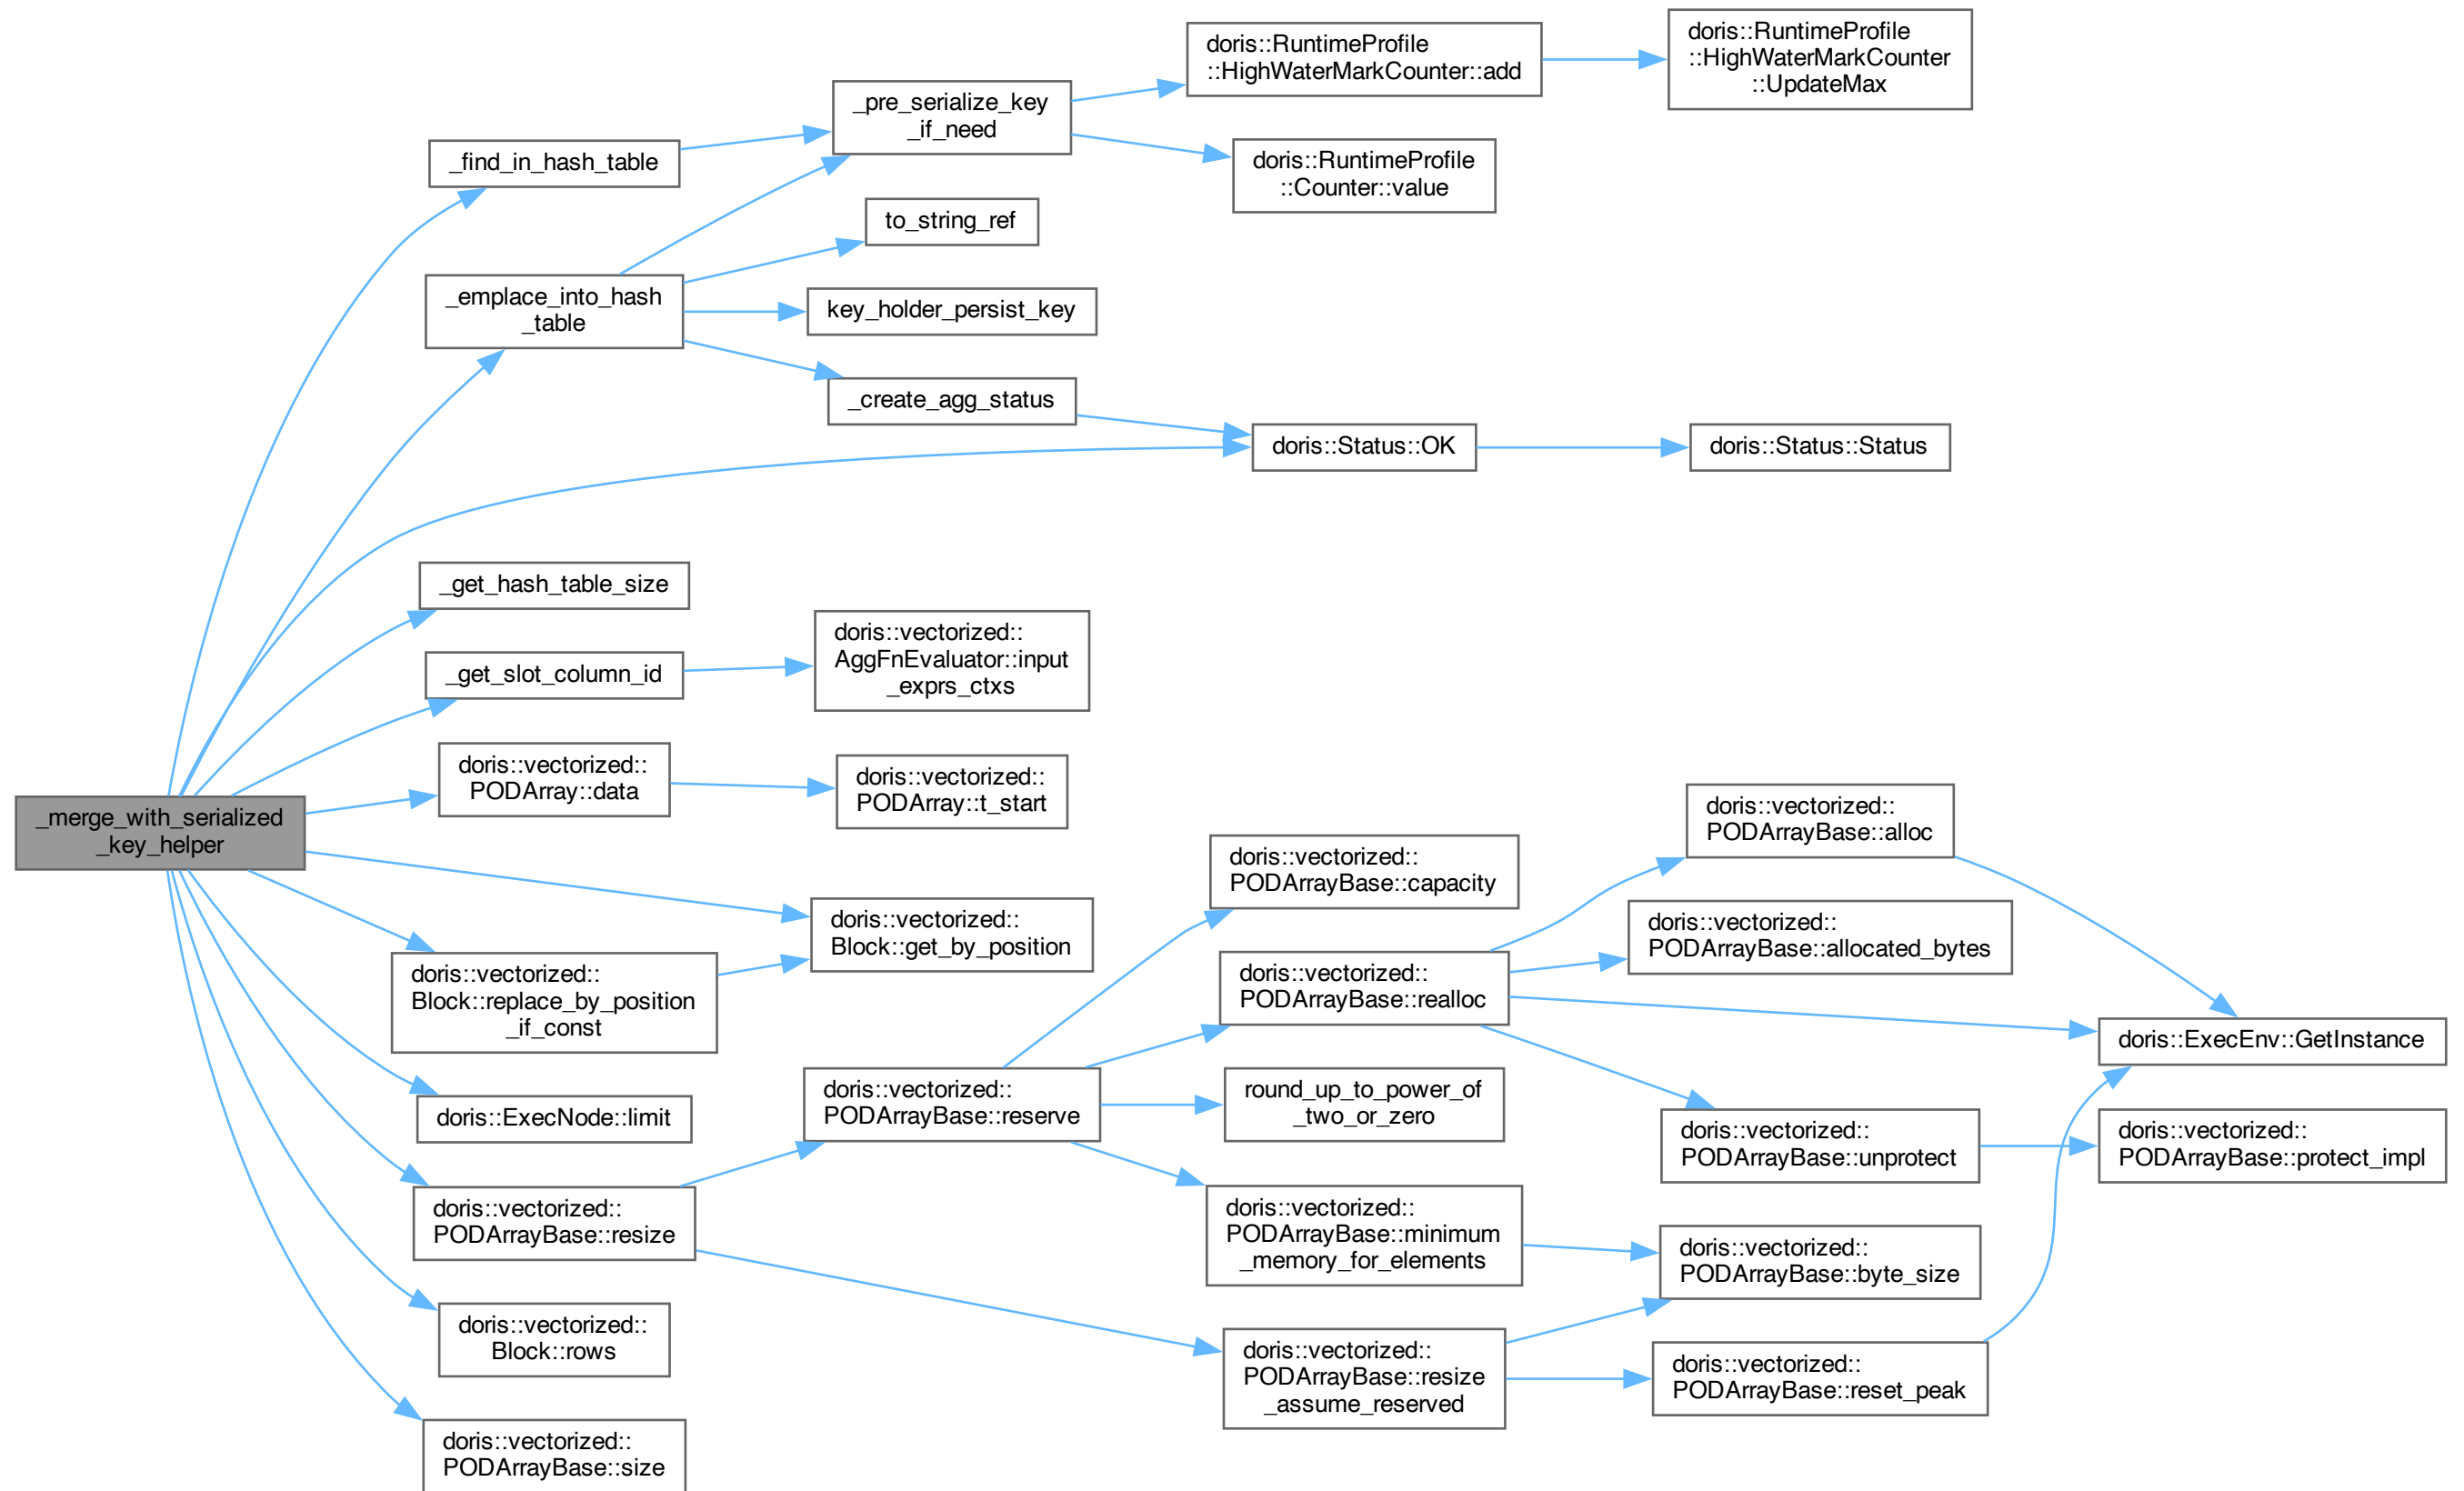 _merge_with_serialized
_key_helper
_find_in_hash_table
_emplace_into_hash
_table
_pre_serialize_key
_if_need
doris::RuntimeProfile
::HighWaterMarkCounter::add
doris::RuntimeProfile
::HighWaterMarkCounter
::UpdateMax
doris::RuntimeProfile
::Counter::value
to_string_ref
key_holder_persist_key
_create_agg_status
doris::Status::OK
doris::Status::Status
_get_hash_table_size
_get_slot_column_id
doris::vectorized::
AggFnEvaluator::input
_exprs_ctxs
doris::vectorized::
PODArray::data
doris::vectorized::
PODArray::t_start
doris::vectorized::
Block::get_by_position
doris::vectorized::
Block::replace_by_position
_if_const
doris::ExecNode::limit
doris::vectorized::
PODArrayBase::resize
doris::vectorized::
PODArrayBase::reserve
doris::vectorized::
PODArrayBase::capacity
doris::vectorized::
PODArrayBase::realloc
doris::vectorized::
PODArrayBase::alloc
doris::vectorized::
PODArrayBase::allocated_bytes
doris::ExecEnv::GetInstance
doris::vectorized::
PODArrayBase::unprotect
doris::vectorized::
PODArrayBase::protect_impl
round_up_to_power_of
_two_or_zero
doris::vectorized::
PODArrayBase::minimum
_memory_for_elements
doris::vectorized::
PODArrayBase::byte_size
doris::vectorized::
PODArrayBase::resize
_assume_reserved
doris::vectorized::
PODArrayBase::reset_peak
doris::vectorized::
Block::rows
doris::vectorized::
PODArrayBase::size